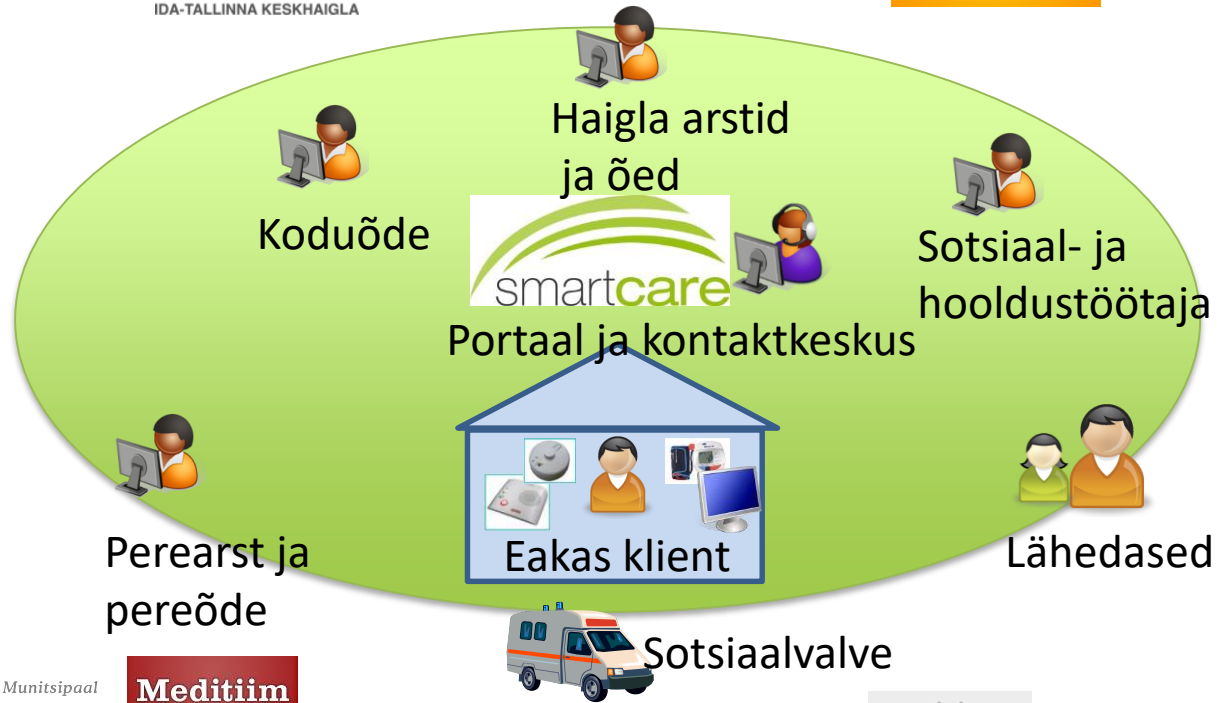 IDA-TALLINNA KESKHAIGLA
Haigla arstid
ja õed
Koduõde
smartcare
Sotsiaal- ja
hooldustöötaja
Portaal ja kontaktkeskus
Eakas klient
Perearst ja
pereõde
Lähedased
Sotsiaalvalve
Munitsipaal
Meditiim